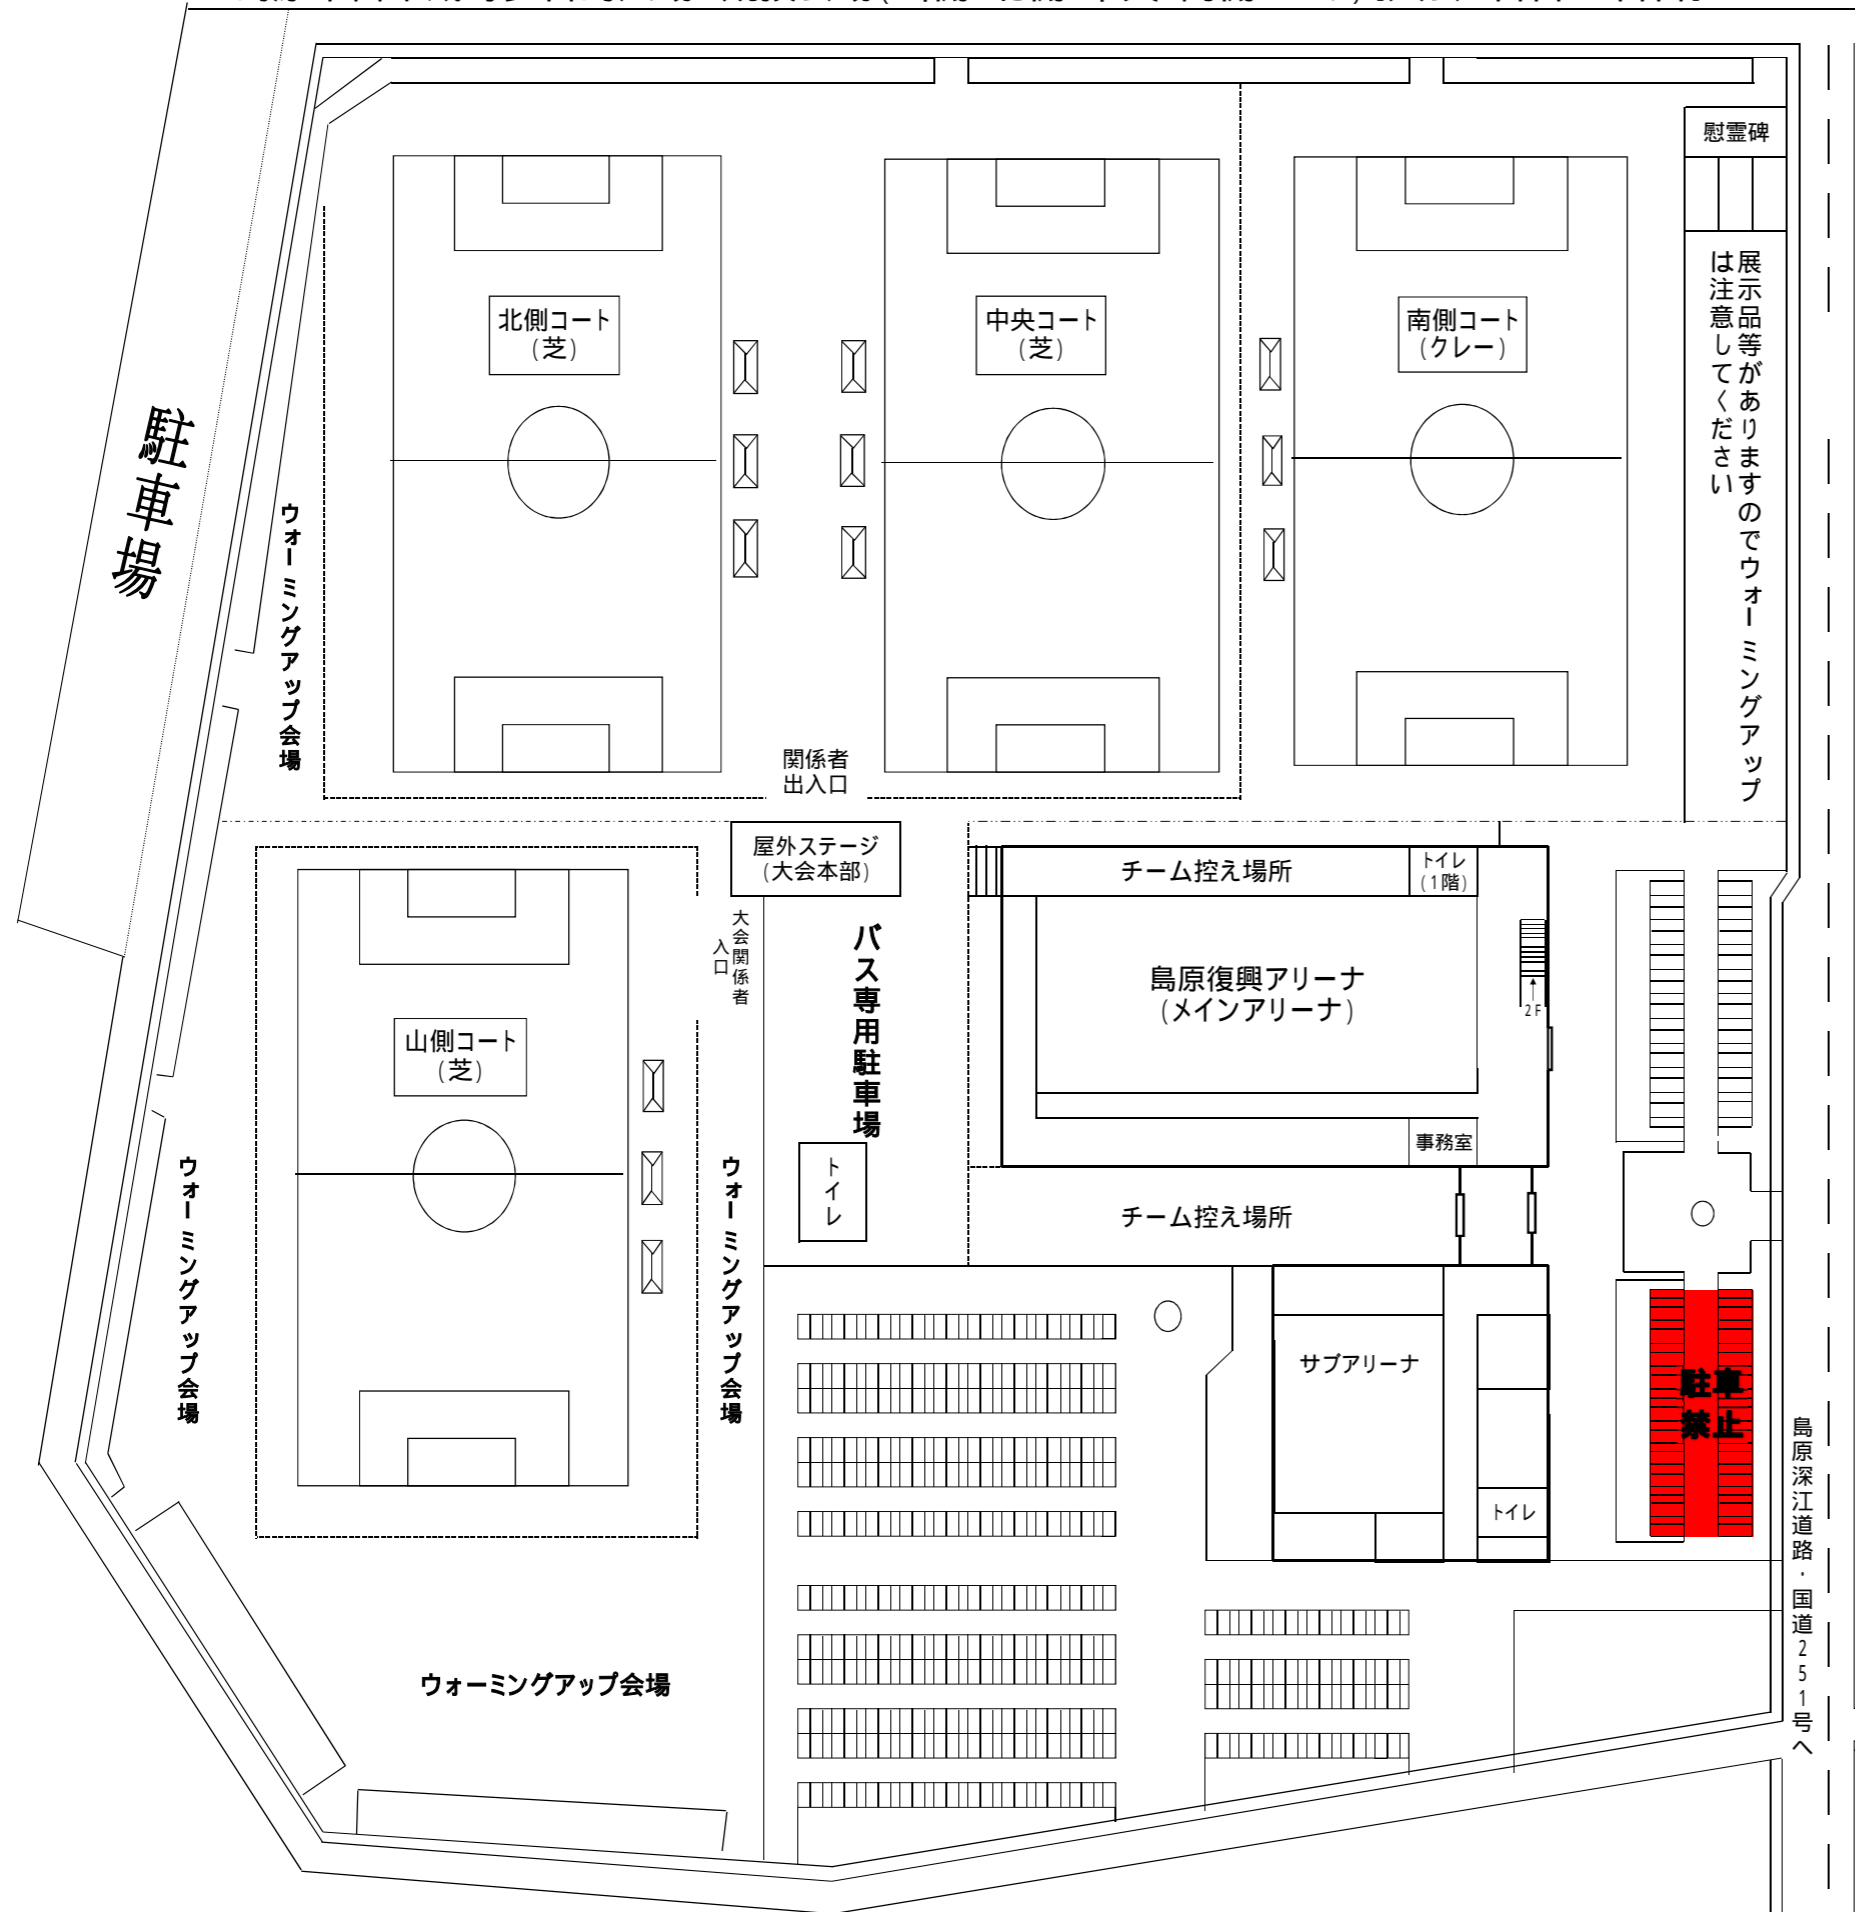 慰霊碑
北側コート
(芝)
中央コート
(芝)
南側コート
(クレー)
展示品等がありますのでウォーミングアップ
は注意してください
駐車場
ウォーミングアップ会場
関係者
出入口
屋外ステージ
(大会本部)
チーム控え場所
トイレ
(1階)
大会関係者
入口
バス専用駐車場
島原復興アリーナ
(メインアリーナ)
2F
山側コート
(芝)
事務室
トイレ
チーム控え場所
ウォーミングアップ会場
ウォーミングアップ会場
サブアリーナ
駐車
禁止
トイレ
島原深江道路・国道251号へ
ウォーミングアップ会場